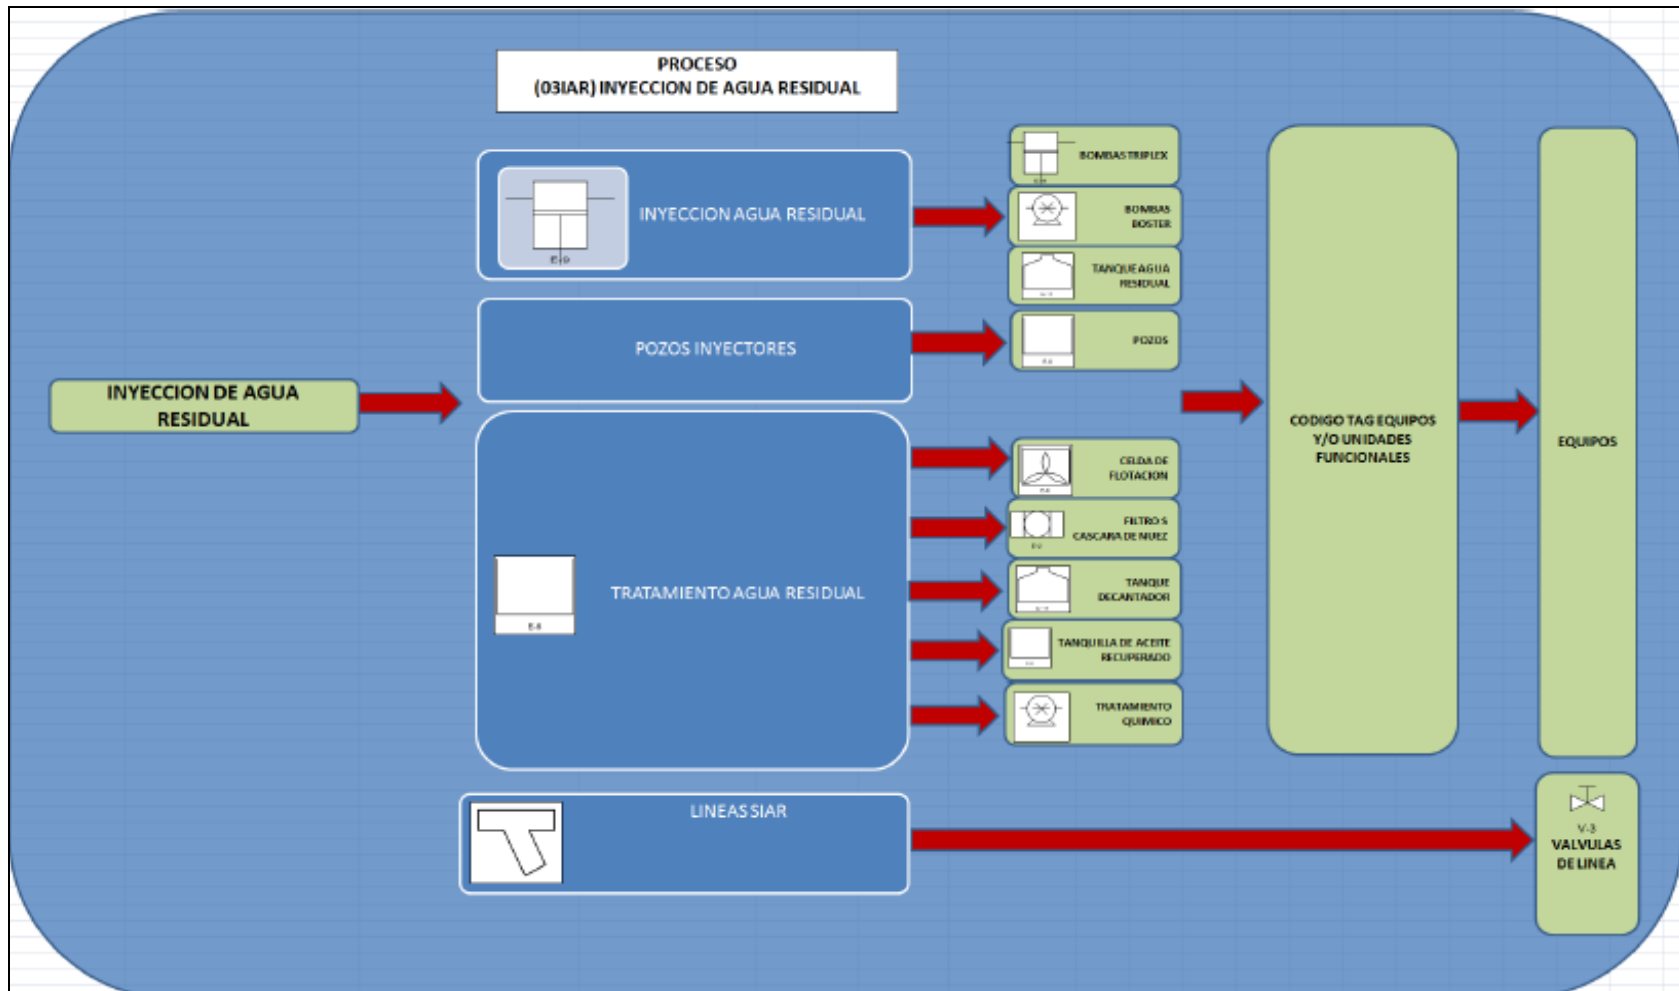 PROCESO
(03IAR) INYECCION DE AGUA RESIDUAL
INYECCION DE AGUA
RESIDUAL
INYECCION AGUA RESIDUAL
POZOS INYECTORES
TRATAMIENTO AGUA RESIDUAL
E-8
LINEAS SIAR
BOMBAS TRIPLEX
BOMBAS
BOSTER
TANQUE AGUA
RESIDUAL
POZOS
CELDA DE
FLOTACION
FILTRO S
CASCARA DE NUEZ
TANQUE
DECANTADOR
TANQUILLA DE ACEITE
RECUPERADO
TRATAMIENTO
QUIMICO
CODIGO TAG EQUIPOS
Y/O UNIDADES
FUNCIONALES
EQUIPOS
V-3
VALVULAS
DE LINEA